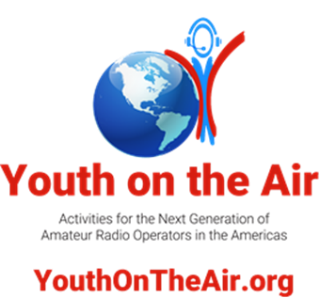 Youth on the Air
Activities for the Next Generation of
Amateur Radio Operators in the Americas
YouthOnTheAir.org